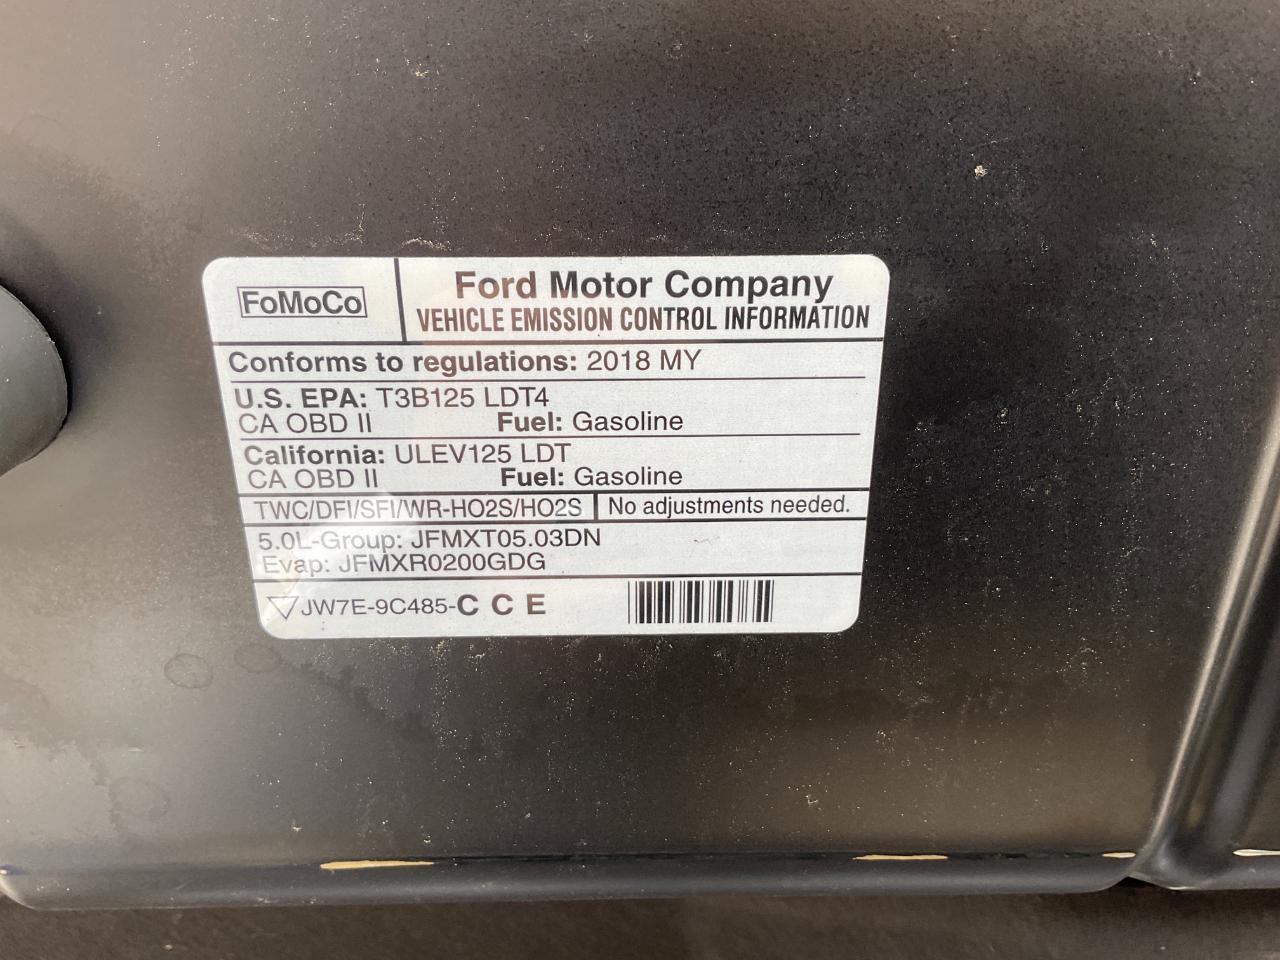 FoMoCo
Ford Motor Company
VEHICLE EMISSION CONTROL INFORMATION
Conforms to regulations: 2018 MY
U.S. EPA: T3B125 LDT4
CA OBD II Fuel: Gasoline
California: ULEV125 LDT
CA OBD II Fuel: Gasoline
TWC/DFI/SFI/WR-HO2S/HO2S No adjustments needed.
5.0L-Group: JFMXT05.03DN
Evap: JFMXR0200GDG
JW7E-9C485-C C E